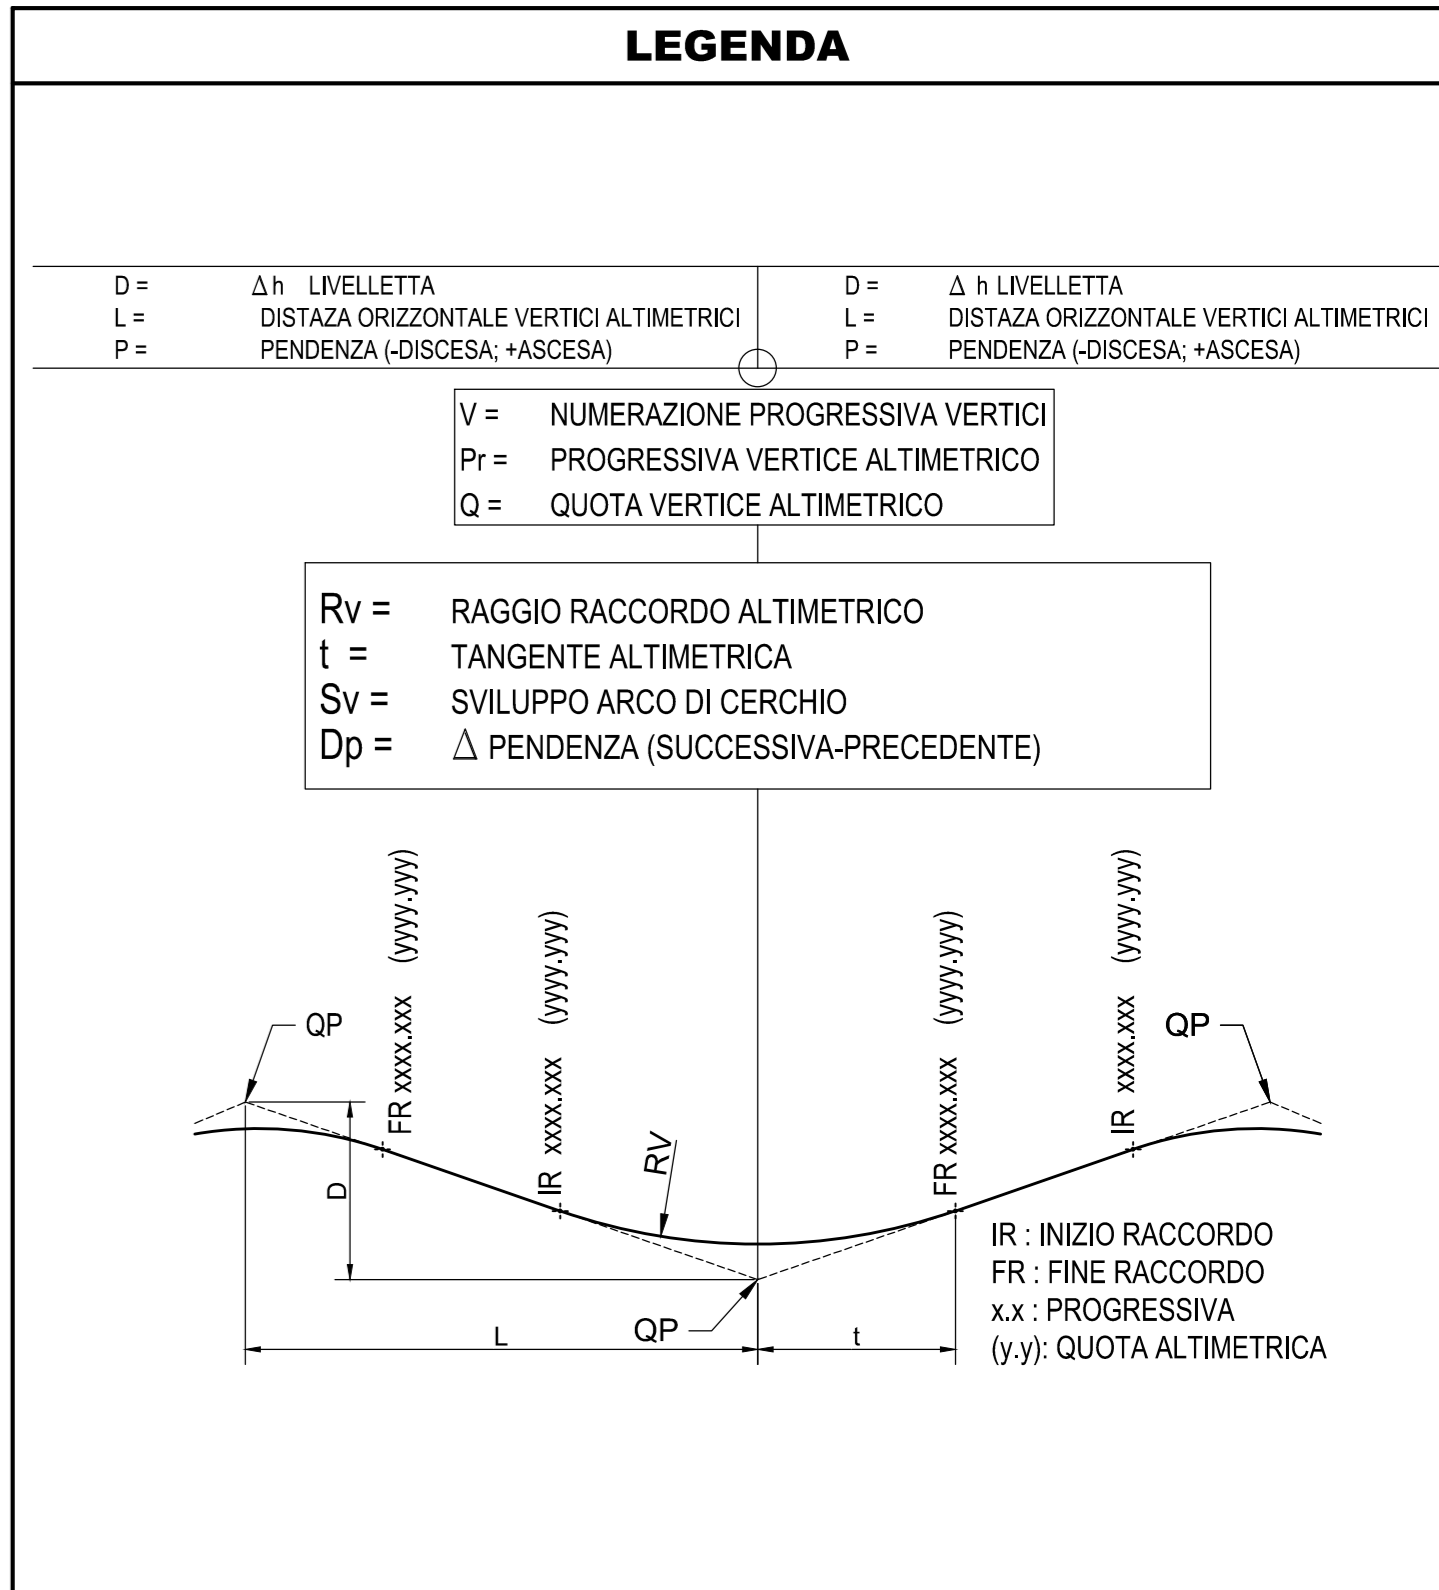 LEGENDA
D = Δ h LIVELLETTA
L = DISTAZA ORIZZONTALE VERTICI ALTIMETRICI
P = PENDENZA (-DISCESA; +ASCESA)
D = Δ h LIVELLETTA
L = DISTAZA ORIZZONTALE VERTICI ALTIMETRICI
P = PENDENZA (-DISCESA; +ASCESA)
V = NUMERAZIONE PROGRESSIVA VERTICI
Pr = PROGRESSIVA VERTICE ALTIMETRICO
Q = QUOTA VERTICE ALTIMETRICO
Rv = RAGGIO RACCORDO ALTIMETRICO
t = TANGENTE ALTIMETRICA
Sv = SVILUPPO ARCO DI CERCHIO
Dp = Δ PENDENZA (SUCCESSIVA-PRECEDENTE)
QP
FR xxxx.xxx (yyyy.yyy)
IR xxxx.xxx (yyyy.yyy)
RV
FR xxxx.xxx (yyyy.yyy)
IR xxxx.xxx (yyyy.yyy)
QP
D
L
QP
t
IR : INIZIO RACCORDO
FR : FINE RACCORDO
x.x : PROGRESSIVA
(y.y): QUOTA ALTIMETRICA